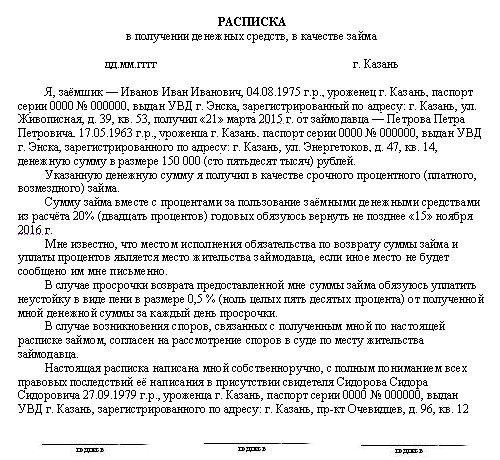 РАСПИСКА
в получении денежных средств, в качестве займа
дд.мм.гггг г. Казань
Я, заёмщик — Иванов Иван Иванович, 04.08.1975 г.р., уроженец г. Казань, паспорт
серии 0000 № 000000, выдан УВД г. Энска, зарегистрированный по адресу: г. Казань, ул.
Живописная, д. 39, кв. 53, получил «21» марта 2015 г. от займодавца — Петрова Петра
Петровича, 17.05.1963 г.р., уроженца г. Казань, паспорт серии 0000 № 000000, выдан УВД
г. Энска, зарегистрированного по адресу: г. Казань, ул. Энергетоков, д. 47, кв. 14,
денежную сумму в размере 150 000 (сто пятьдесят тысяч) рублей.
Указанную денежную сумму я получил в качестве срочного процентного (платного,
возмездного) займа.
Сумму займа вместе с процентами за пользование заёмными денежными средствами
из расчёта 20% (двадцать процентов) годовых обязуюсь вернуть не позднее «15» ноября
2016 г.
Мне известно, что местом исполнения обязательства по возврату суммы займа и
уплаты процентов является место жительства займодавца, если иное место не будет
сообщено им мне письменно.
В случае просрочки возврата предоставленной мне суммы займа обязуюсь уплатить
неустойку в виде пени в размере 0,5 % (ноль целых пять десятых процента) от полученной
мной денежной суммы за каждый день просрочки.
В случае возникновения споров, связанных с полученным мной по настоящей
расписке займом, согласен на рассмотрение споров в суде по месту жительства
займодавца.
Настоящая расписка написана мной собственноручно, с полным пониманием всех
правовых последствий её написания в присутствии свидетеля Сидорова Сидора
Сидоровича 27.09.1979 г.р., уроженца г. Казань, паспорт серии 0000 № 000000, выдан
УВД г. Казань, зарегистрированного по адресу: г. Казань, пр-кт Очевидцев, д. 96, кв. 12
подпись подпись подпись